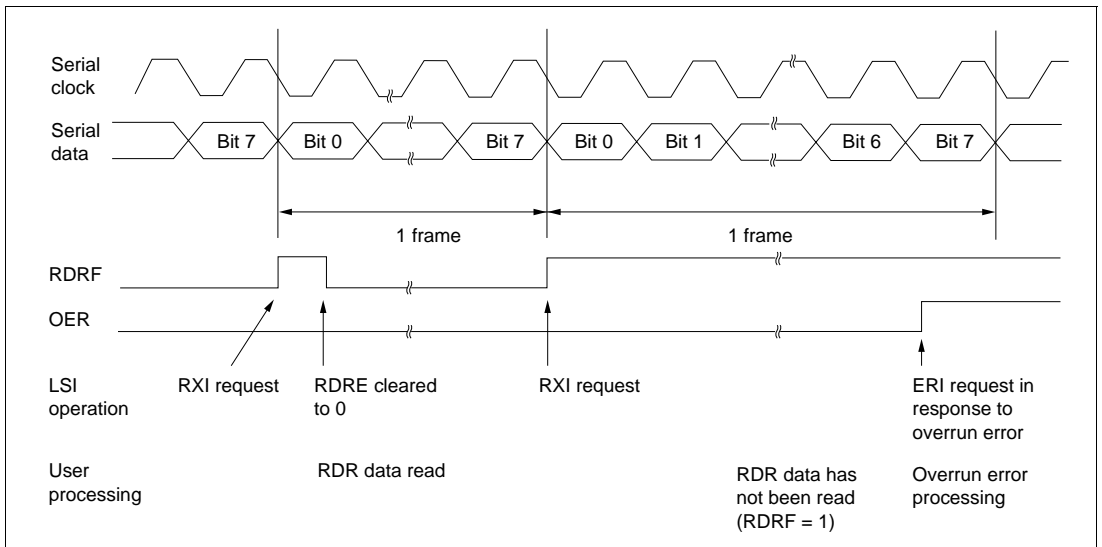 Serial
clock
Serial
data
Bit 7
Bit 0
Bit 7
Bit 0
Bit 1
Bit 6
Bit 7
1 frame
1 frame
RDRF
OER
LSI
operation
RXI request
RDRE cleared
to 0
RXI request
ERI request in
response to
overrun error
User
processing
RDR data read
RDR data has
not been read
(RDRF = 1)
Overrun error
processing